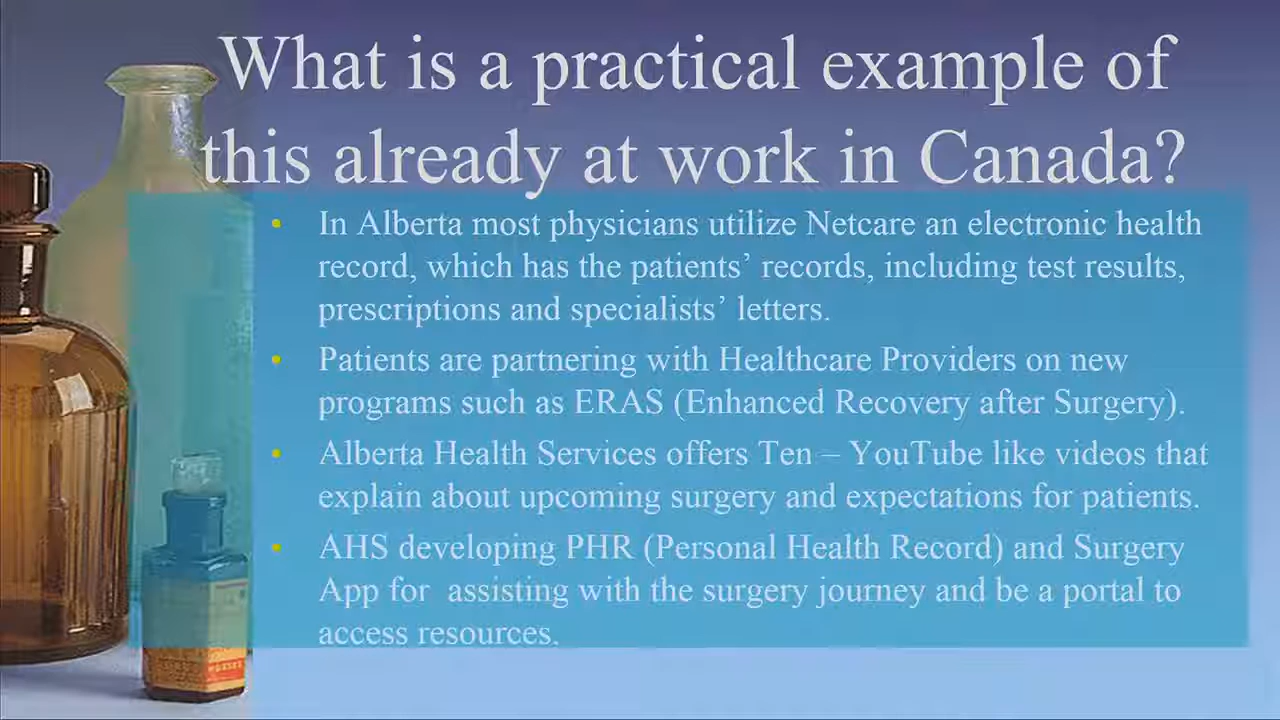 What is a practical example of
this already at work in Canada?
• In Alberta most physicians utilize Netcare an electronic health
record, which has the patients’ records, including test results,
prescriptions and specialists’ letters.
• Patients are partnering with Healthcare Providers on new
programs such as ERAS (Enhanced Recovery after Surgery).
• Alberta Health Services offers Ten – YouTube like videos that
explain about upcoming surgery and expectations for patients.
• AHS developing PHR (Personal Health Record) and Surgery
App for  assisting with the surgery journey and be a portal to
access resources.